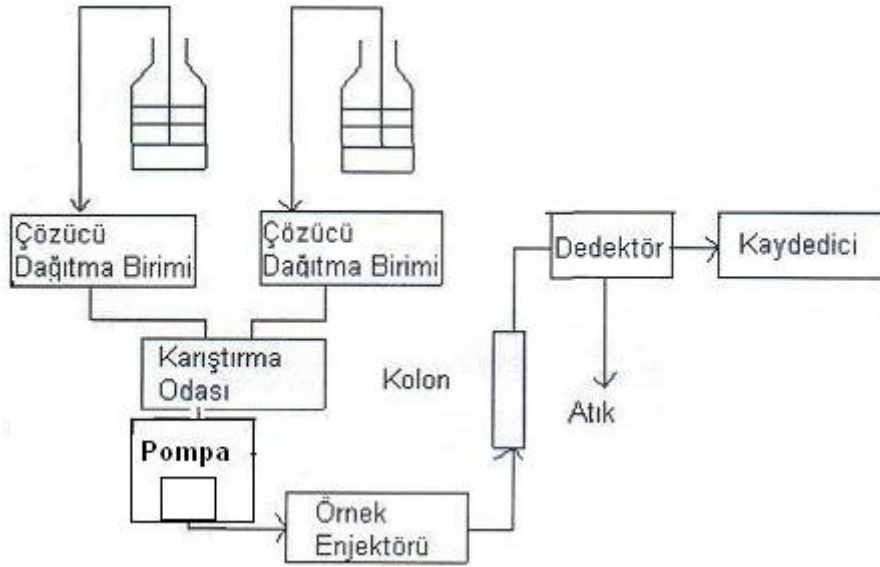 Çözücü
Dağıtma Birimi
Çözücü
Dağıtma Birimi
Karıştırma
Odası
Pompa
Örnek
Enjektörü
Kolon
Dedektör
Kaydedici
Atık